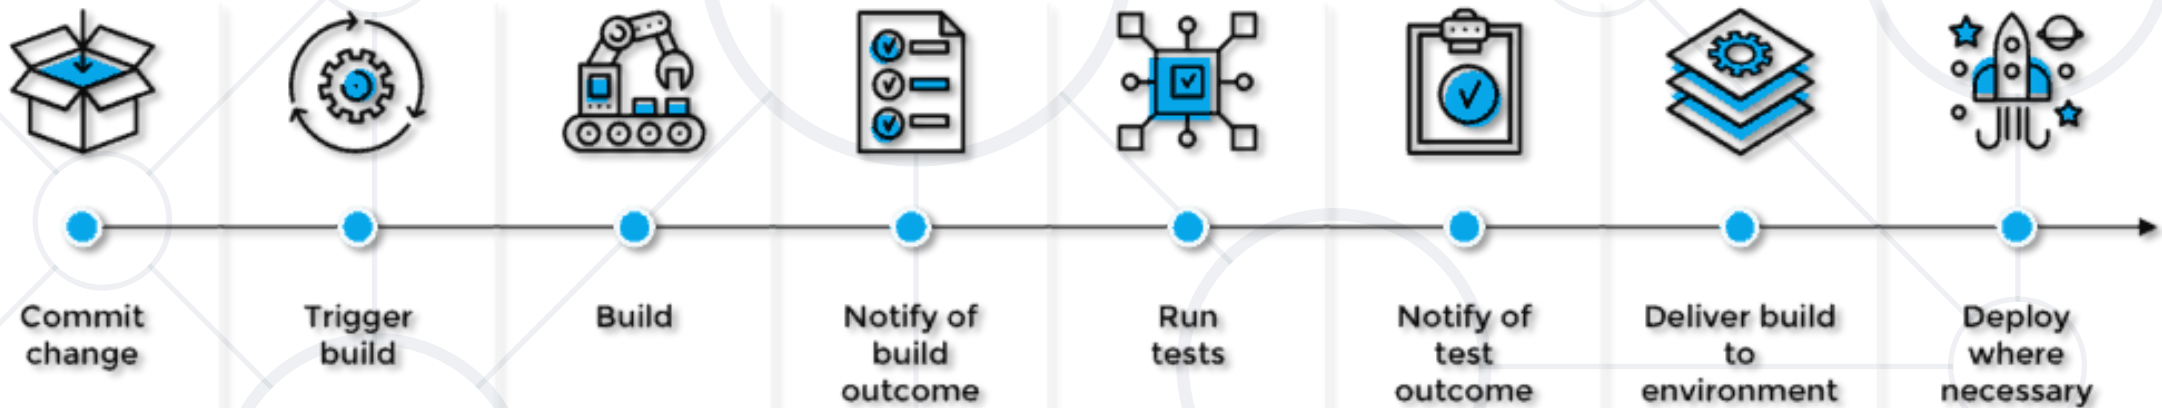 Commit
change
Trigger
build
Build
Notify of
build
outcome
Run
tests
Notify of
test
outcome
Deliver build
to
environment
Deploy
where
necessary